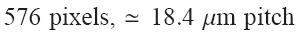 576 pixels, ≃ 18.4 μm pitch